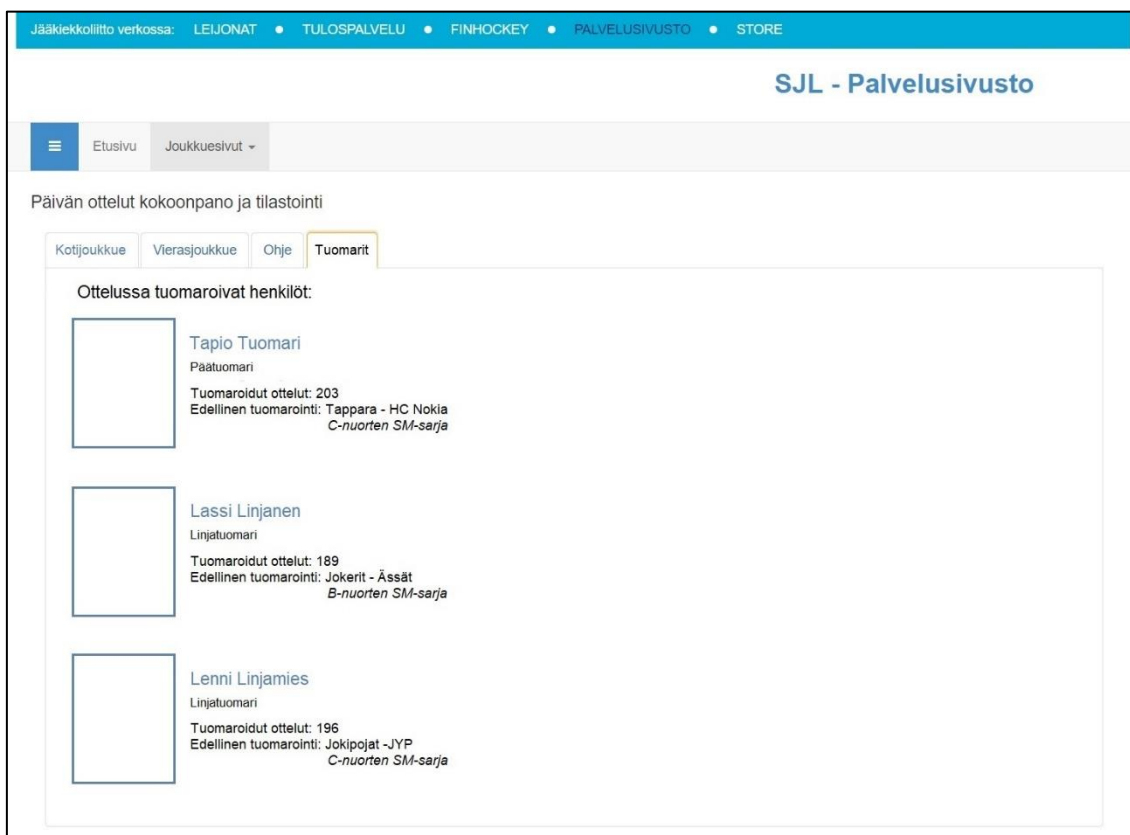 Jääkiekkoliitto verkossa: LEIJONAT ● TULOSPALVELU ● FINHOCKEY ● PALVELUSIVUSTO ● STORE
SJL - Palvelusivusto
Etusivu Joukkuesivut
Päivän ottelut kokoonpano ja tilastointi
Kotijoukkue Vierasjoukkue Ohje Tuomarit
Ottelussa tuomaroivat henkilöt:
Tapio Tuomari
Päätuomari
Tuomaroidut ottelut: 203
Edellinen tuomarointi: Tappara - HC Nokia
C-nuorten SM-sarja
Lassi Linjanen
Linjatuomari
Tuomaroidut ottelut: 189
Edellinen tuomarointi: Jokerit - Ässät
B-nuorten SM-sarja
Lenni Linjamies
Linjatuomari
Tuomaroidut ottelut: 196
Edellinen tuomarointi: Jokipojat -JYP
C-nuorten SM-sarja